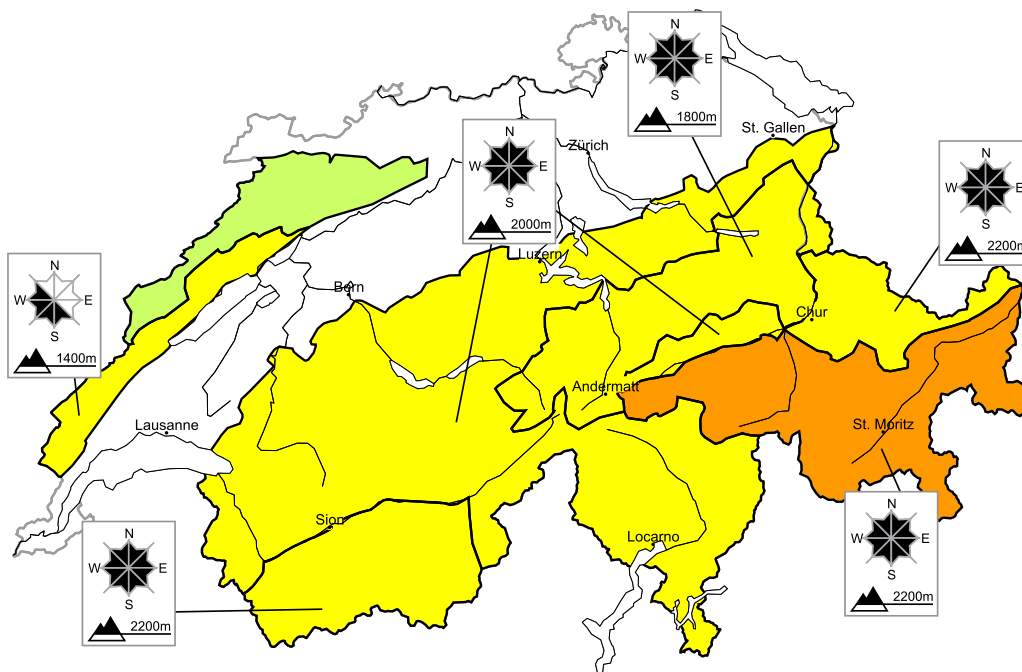 N
W E
S
1800m
St. Gallen
N
W E
S
2000m
Zürich
N
W E
S
2200m
Luzern
N
W E
S
1400m
Bern
Chur
Andermatt
Lausanne
St. Moritz
N
W E
S
2200m
Sion
Locarno
N
W E
S
2200m